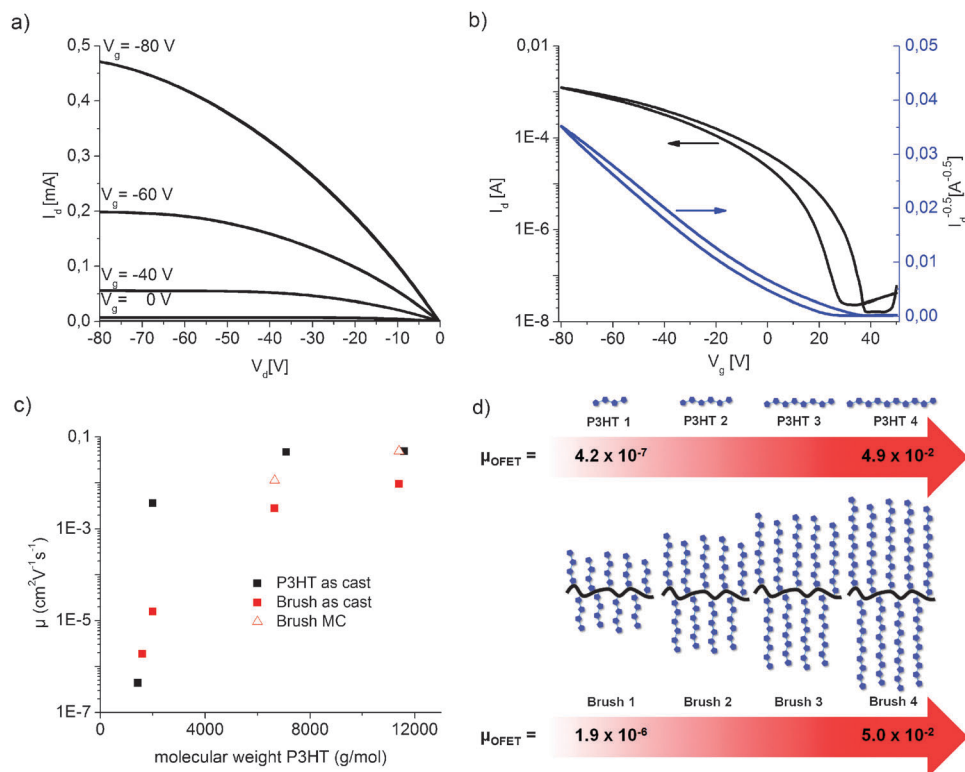 a)
V_g = -80 V
V_g = -60 V
V_g = -40 V
V_g = 0 V
0,5
0,4
0,3
0,2
0,1
0,0
I_d [mA]
-80 -70 -60 -50 -40 -30 -20 -10 0
V_d[V]
b)
0,01
1E-4
1E-6
1E-8
I_d [A]
0,05
0,04
0,03
0,02
0,01
0,00
I_d^-0.5[A^-0.5]
-80 -60 -40 -20 0 20 40
V_g [V]
c)
0,1
1E-3
1E-5
1E-7
μ (cm²V⁻¹s⁻¹)
P3HT as cast
Brush as cast
Brush MC
0 4000 8000 12000
molecular weight P3HT (g/mol)
d)
P3HT 1 P3HT 2 P3HT 3 P3HT 4
μ_OFET = 4.2 x 10⁻⁷ 4.9 x 10⁻²
Brush 1 Brush 2 Brush 3 Brush 4
μ_OFET = 1.9 x 10⁻⁶ 5.0 x 10⁻²